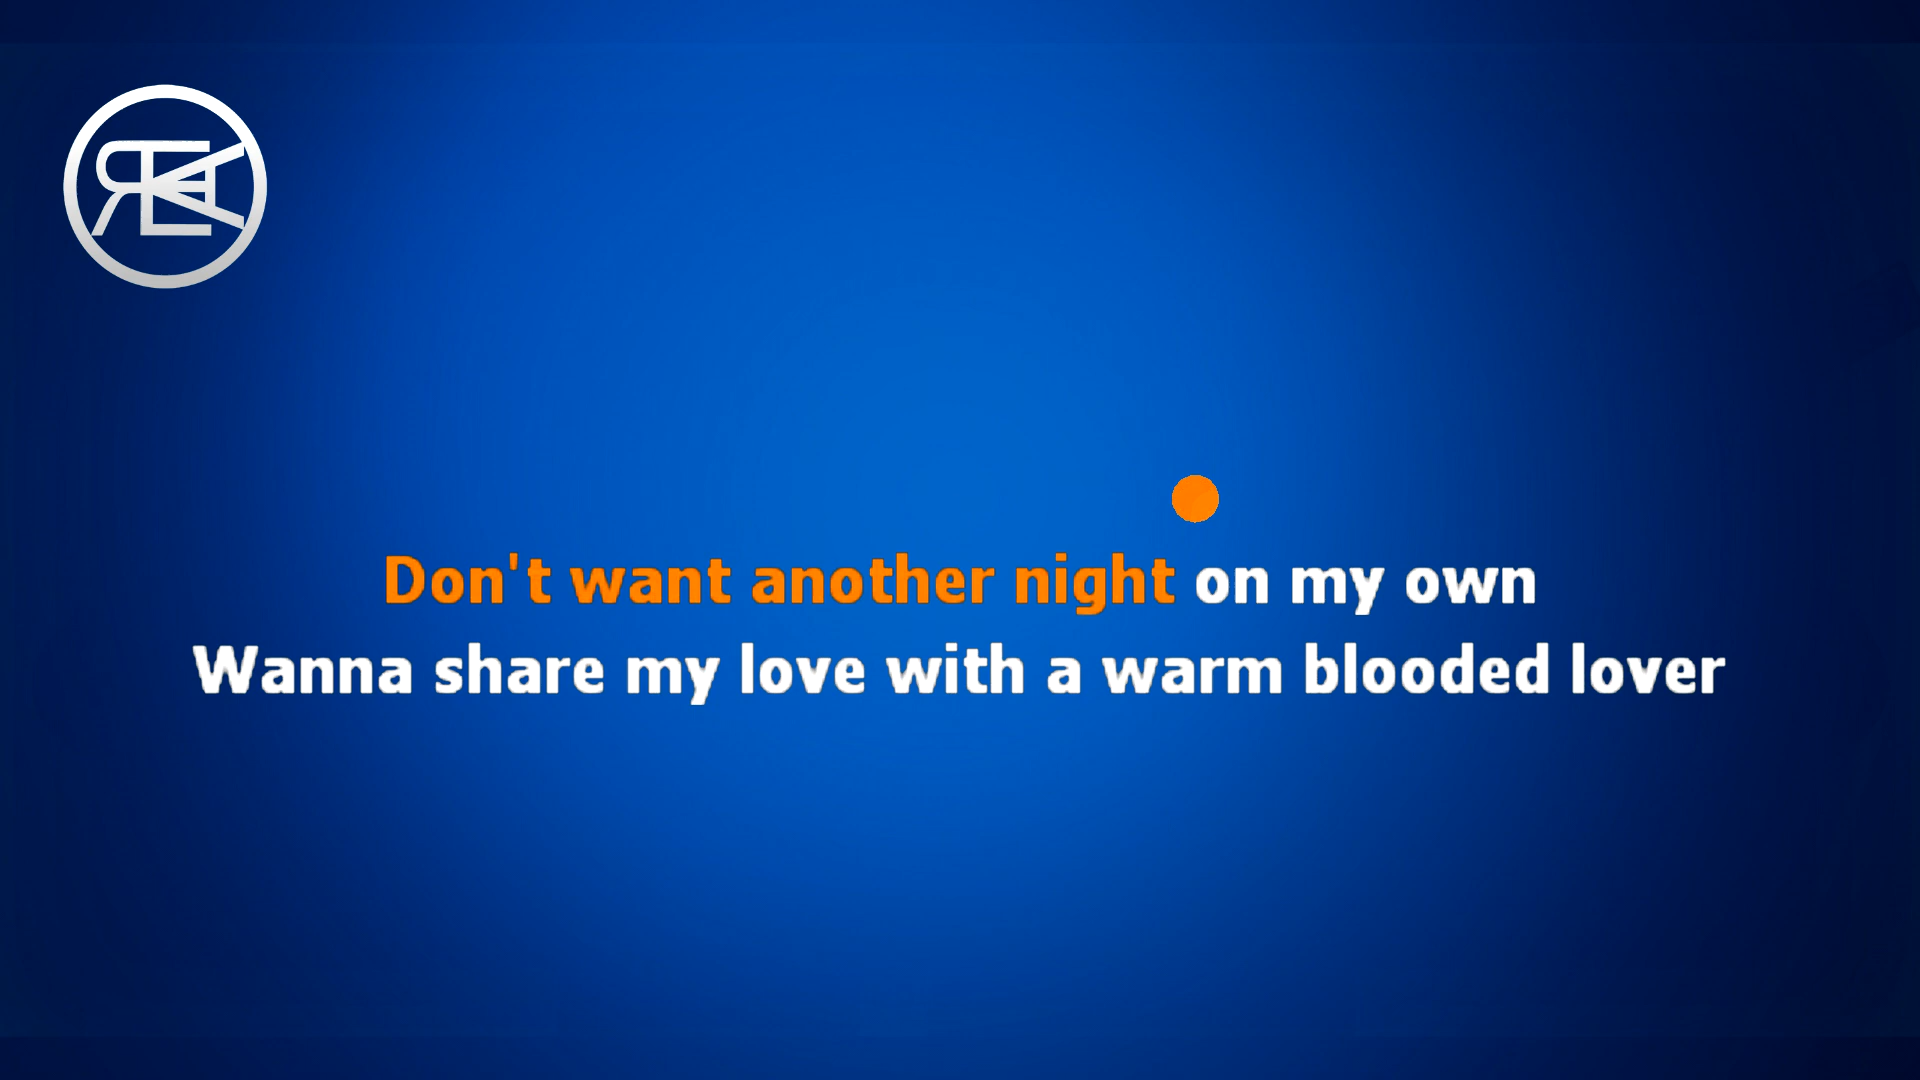 Don't want another night on my own
Wanna share my love with a warm blooded lover